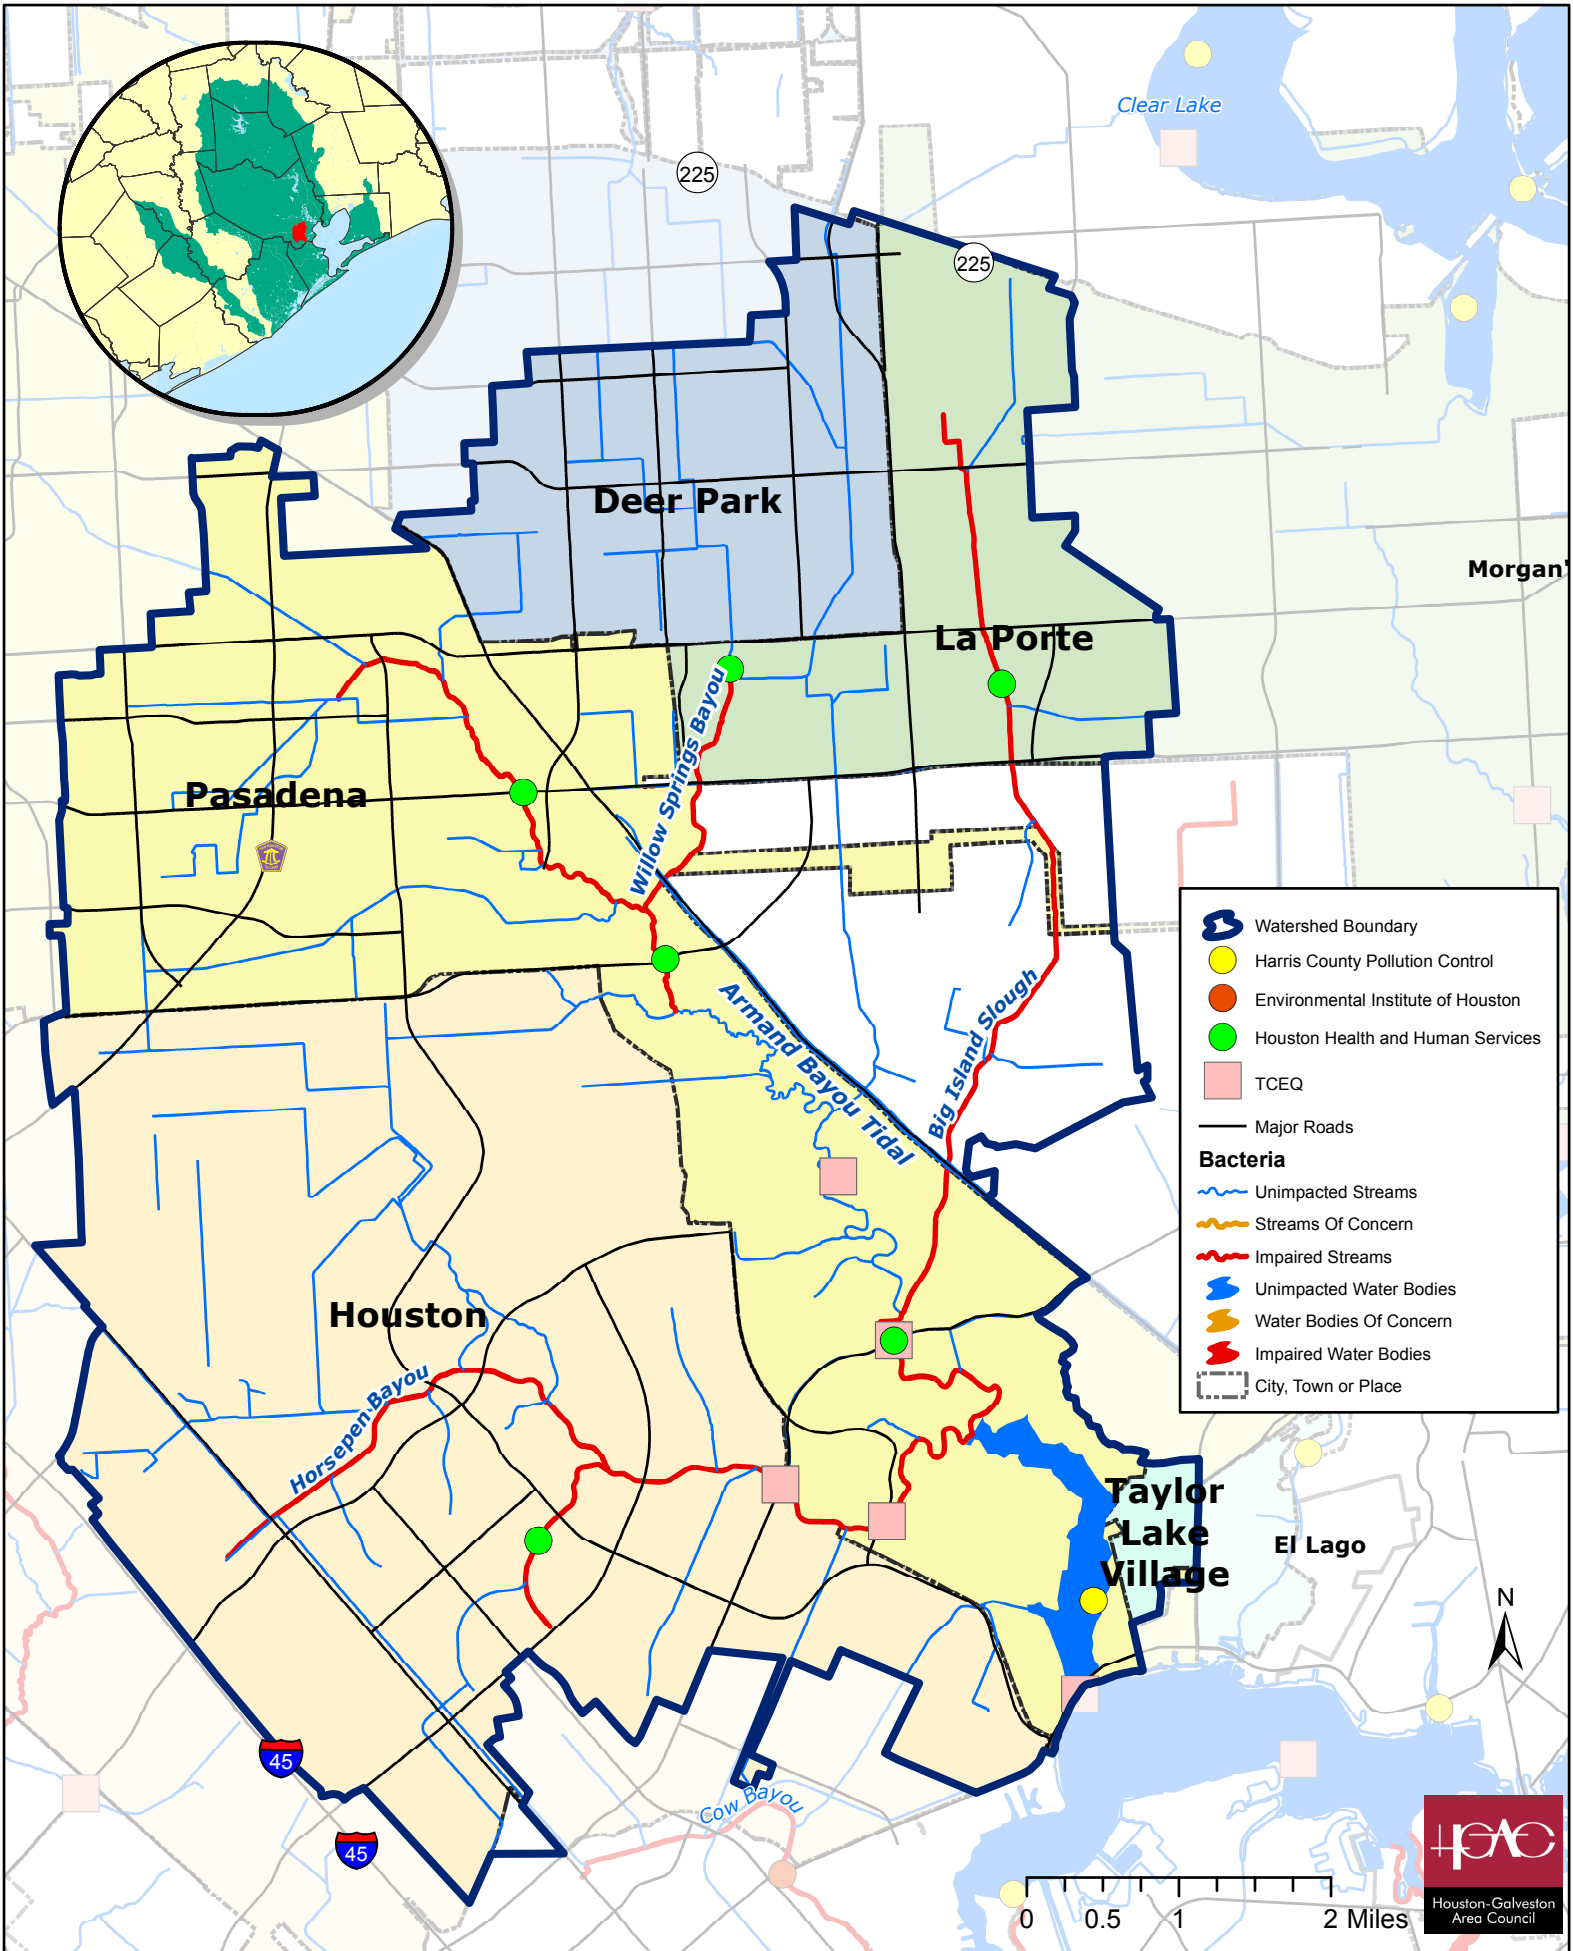 Clear Lake
225
225
Deer Park
Morgan'
La Porte
Willow Springs Bayou
Pasadena
Armand Bayou Tidal
Big Island Slough
Houston
Horsepen Bayou
Taylor
Lake
Village
El Lago
Cow Bayou
45
45
Watershed Boundary
Harris County Pollution Control
Environmental Institute of Houston
Houston Health and Human Services
TCEQ
Major Roads
Bacteria
Unimpacted Streams
Streams Of Concern
Impaired Streams
Unimpacted Water Bodies
Water Bodies Of Concern
Impaired Water Bodies
City, Town or Place
N
0 0.5 1 2 Miles
HGAC
Houston-Galveston
Area Council